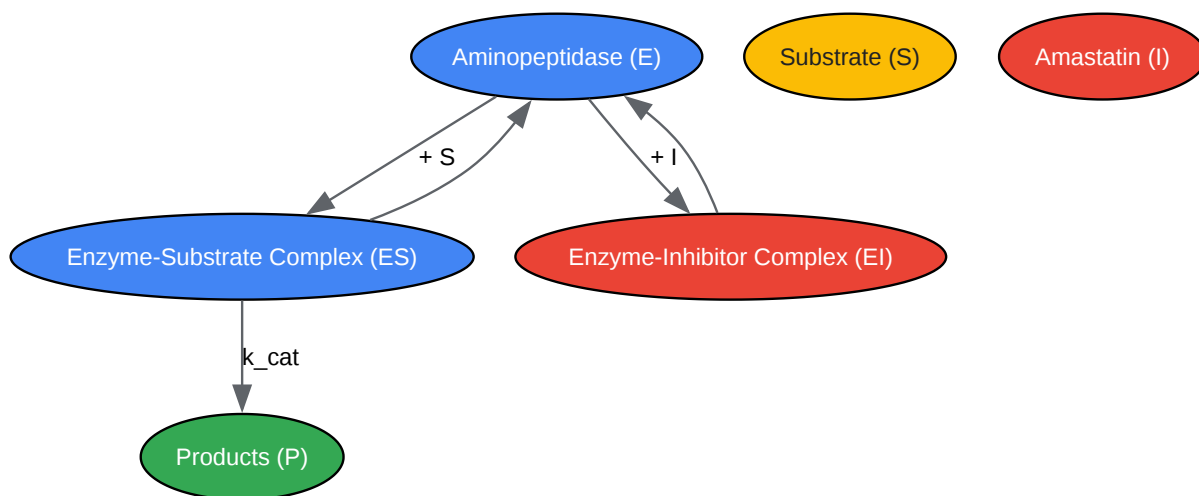 Aminopeptidase (E)
Substrate (S)
Amastatin (I)
+ S
+ I
Enzyme-Substrate Complex (ES)
Enzyme-Inhibitor Complex (EI)
k_cat
Products (P)